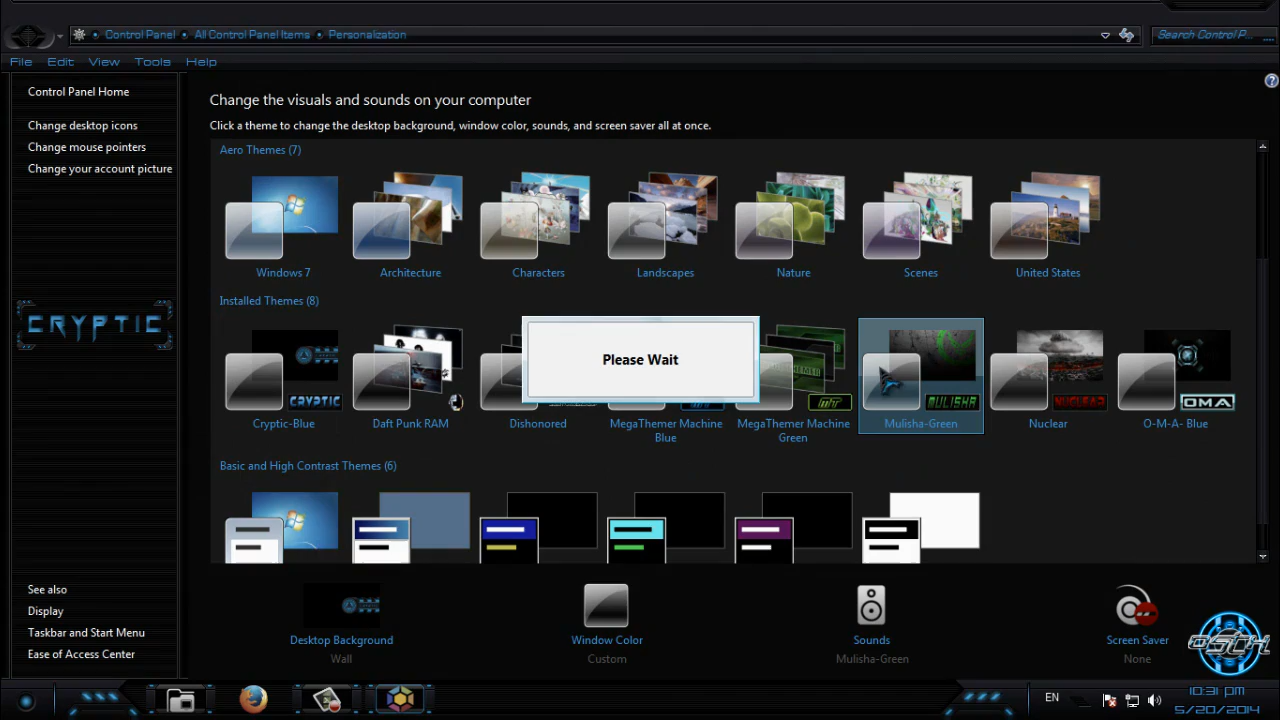 Control Panel
All Control Panel Items
Personalization
Search Control P...
File Edit View Tools Help
Control Panel Home
Change desktop icons
Change mouse pointers
Change your account picture
CRYPTIC
Change the visuals and sounds on your computer
Click a theme to change the desktop background, window color, sounds, and screen saver all at once.
Aero Themes (7)
Windows 7
Architecture
Characters
Landscapes
Nature
Scenes
United States
Installed Themes (8)
Please Wait
CRYPTIC
MT
MULISHA
NUCLEAR
OMA
Cryptic-Blue
Daft Punk RAM
Dishonored
MegaThemer Machine
Blue
MegaThemer Machine
Green
Mulisha-Green
Nuclear
O-M-A- Blue
Basic and High Contrast Themes (6)
See also
Display
Taskbar and Start Menu
Ease of Access Center
Desktop Background
Wall
Window Color
Custom
Sounds
Mulisha-Green
Screen Saver
None
EN
10:31 pm
5/20/2014